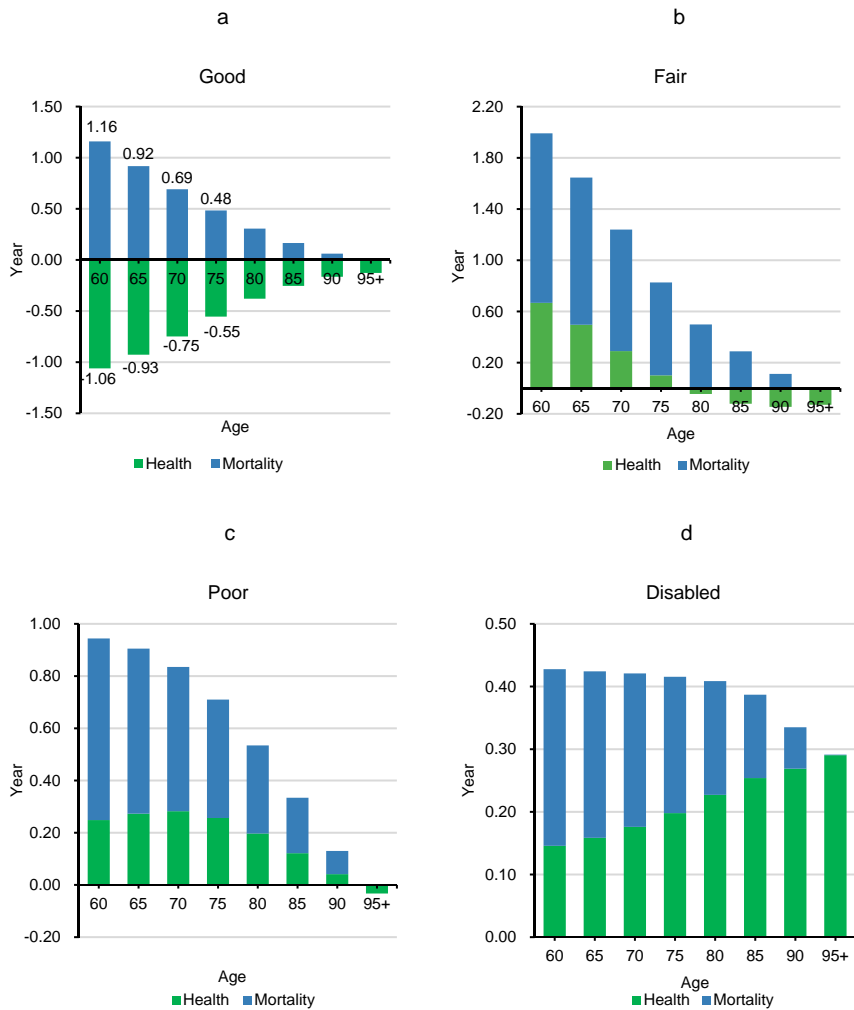 a
Good
1.50
1.00
0.50
0.00
-0.50
-1.00
-1.50
Year
1.16
0.92
0.69
0.48
60 65 70 75 80 85 90 95+
-1.06
-0.93
-0.75
-0.55
Age
Health Mortality
b
Fair
2.20
1.80
1.40
1.00
0.60
0.20
-0.20
Year
60 65 70 75 80 85 90 95+
Age
Health Mortality
c
Poor
1.00
0.80
0.60
0.40
0.20
0.00
-0.20
Year
60 65 70 75 80 85 90 95+
Age
Health Mortality
d
Disabled
0.50
0.40
0.30
0.20
0.10
0.00
Year
60 65 70 75 80 85 90 95+
Age
Health Mortality